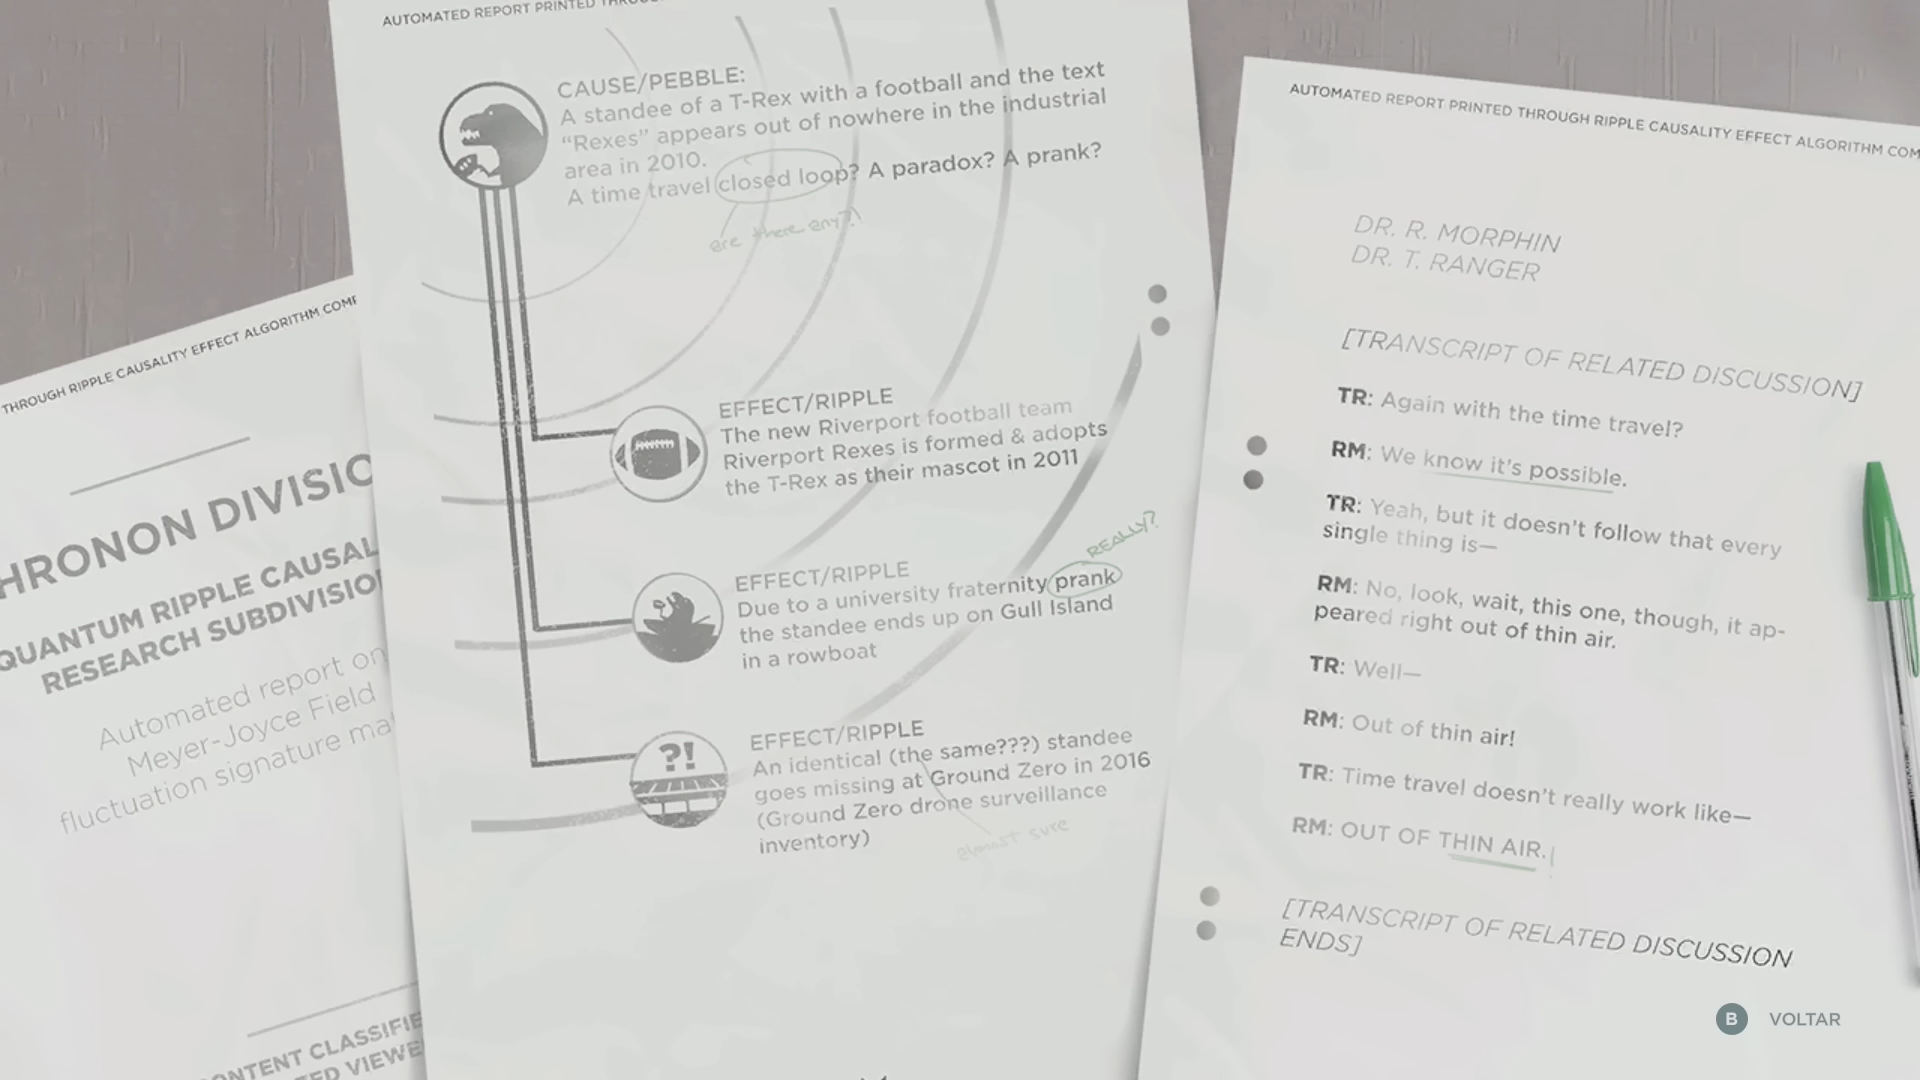 THROUGH RIPPLE CAUSALITY EFFECT ALGORITHM COMP
HRONON DIVISIO
QUANTUM RIPPLE CAUSAL
RESEARCH SUBDIVISIO
Automated report on
Meyer-Joyce Field
fluctuation signature ma
ONTENT CLASSIFIE
ED VIEWE
AUTOMATED REPORT PRINTED THROUG
CAUSE/PEBBLE:
A standee of a T-Rex with a football and the text
“Rexes” appears out of nowhere in the industrial
area in 2010.
A time travel closed loop? A paradox? A prank?
are there any?!
EFFECT/RIPPLE
The new Riverport football team
Riverport Rexes is formed & adopts
the T-Rex as their mascot in 2011
REALLY?
EFFECT/RIPPLE
Due to a university fraternity prank
the standee ends up on Gull Island
in a rowboat
?!
EFFECT/RIPPLE
An identical (the same???) standee
goes missing at Ground Zero in 2016
(Ground Zero drone surveillance
inventory)
almost sure
AUTOMATED REPORT PRINTED THROUGH RIPPLE CAUSALITY EFFECT ALGORITHM COM
DR. R. MORPHIN
DR. T. RANGER
[TRANSCRIPT OF RELATED DISCUSSION]
TR: Again with the time travel?
RM: We know it's possible.
TR: Yeah, but it doesn't follow that every
single thing is—
RM: No, look, wait, this one, though, it ap-
peared right out of thin air.
TR: Well—
RM: Out of thin air!
TR: Time travel doesn't really work like—
RM: OUT OF THIN AIR.
[TRANSCRIPT OF RELATED DISCUSSION
ENDS]
B VOLTAR